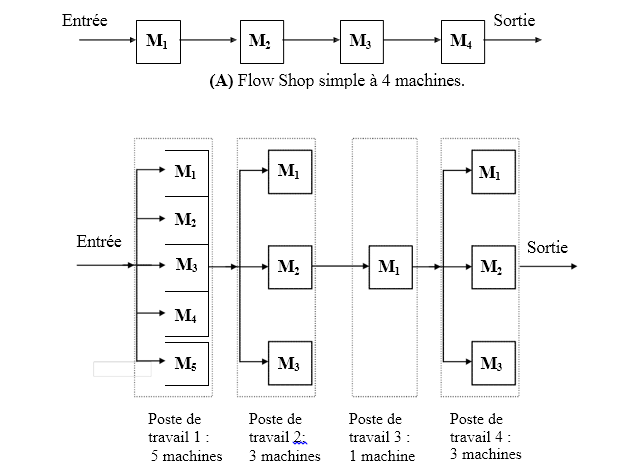 Entrée Sortie
M₁ M₂ M₃ M₄
(A) Flow Shop simple à 4 machines.
M₁ M₁ M₁
M₂
Entrée Sortie
M₃ M₂ M₁ M₂
M₄
M₅ M₃ M₃
Poste de Poste de Poste de Poste de
travail 1 : travail 2: travail 3 : travail 4 :
5 machines 3 machines 1 machine 3 machines